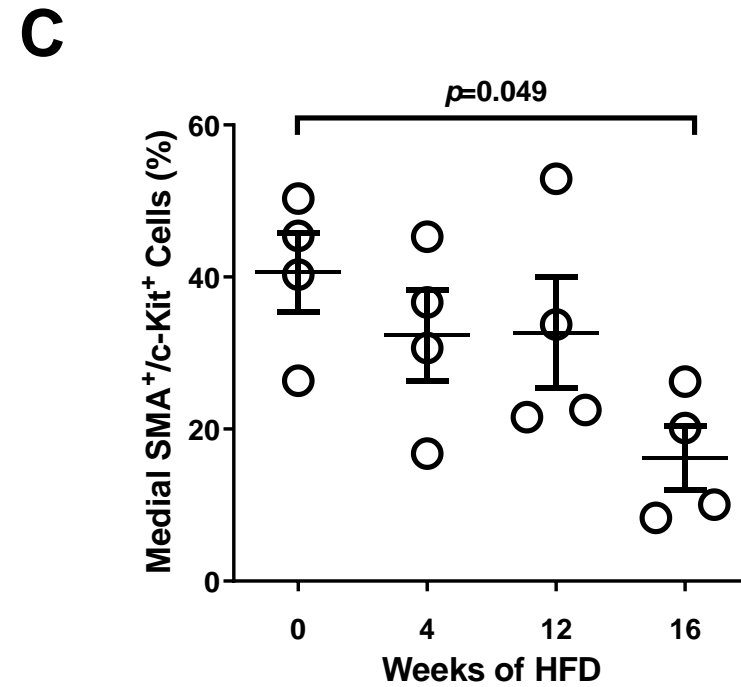 C
p=0.049
Medial SMA⁺/c-Kit⁺ Cells (%)
60
40
20
0
0 4 12 16
Weeks of HFD